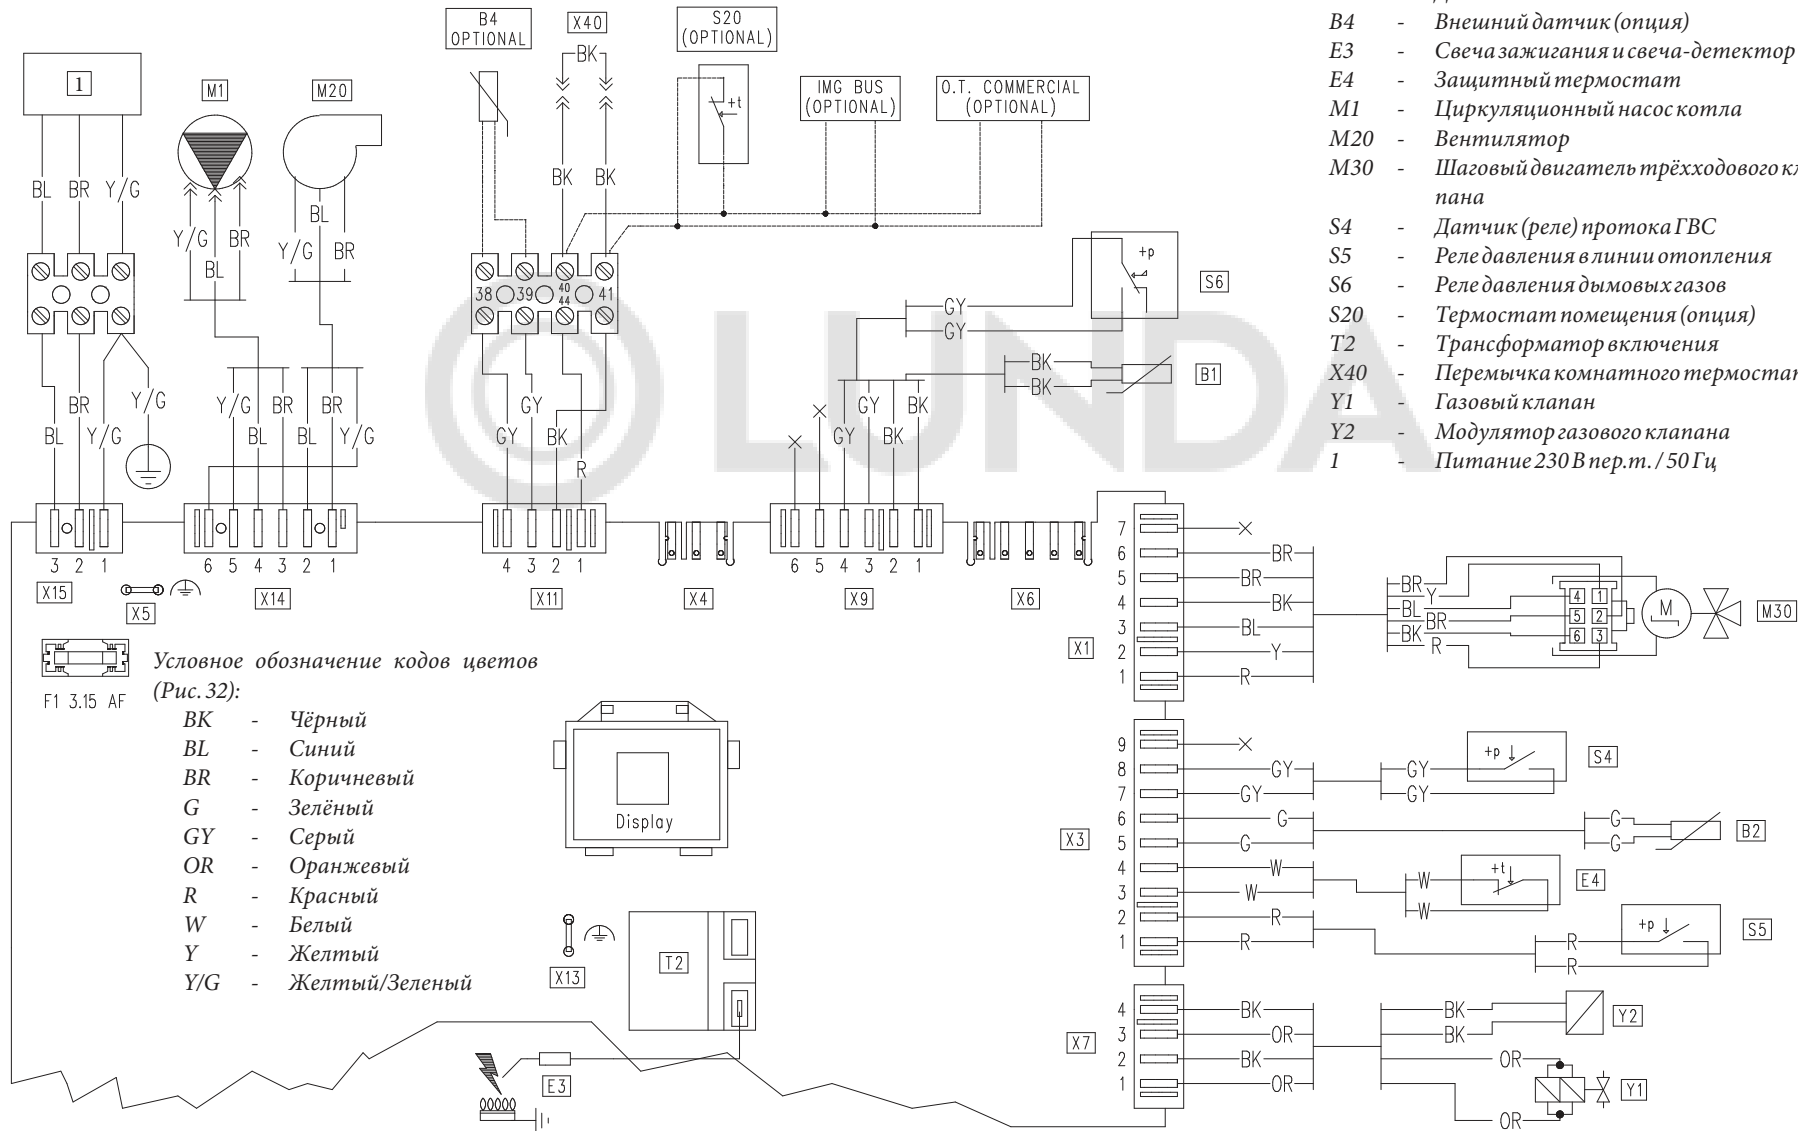 B4
OPTIONAL
X40
S20
(OPTIONAL)
BK
1
M1
M20
+t
IMG BUS
(OPTIONAL)
O.T. COMMERCIAL
(OPTIONAL)
B4 - Внешний датчик (опция)
E3 - Свеча зажигания и свеча-детектор
E4 - Защитный термостат
M1 - Циркуляционный насос котла
M20 - Вентилятор
M30 - Шаговый двигатель трёхходового кла
пана
S4 - Датчик (реле) протока ГВС
S5 - Реле давления в линии отопления
S6 - Реле давления дымовых газов
S20 - Термостат помещения (опция)
T2 - Трансформатор включения
X40 - Перемычка комнатного термостат
Y1 - Газовый клапан
Y2 - Модулятор газового клапана
1 - Питание 230 В пер.т. / 50 Гц
BL BR Y/G
BK BK
Y/G BL BR
Y/G BL BR
38 39 40 44 41
+p
S6
GY
GY
BK
BK
B1
LUNDA
BL BR Y/G Y/G
Y/G BL BR BL BR Y/G
GY GY BK R
GY GY BK BK
3 2 1
6 5 4 3 2 1
4 3 2 1
6 5 4 3 2 1
X15
X5
X14
X11
X4
X9
X6
F1 3.15 AF
Условное обозначение кодов цветов
(Рис. 32):
BK - Чёрный
BL - Синий
BR - Коричневый
G - Зелёный
GY - Серый
OR - Оранжевый
R - Красный
W - Белый
Y - Желтый
Y/G - Желтый/Зеленый
Display
X13
T2
E3
X1
7
6 BR
5 BR
4 BK
3 BL
2 Y
1 R
BR
Y
BL
BR
BK
R
4 1
5 2
6 3
M
M30
X3
9
8 GY
7 GY
6 G
5 G
4 W
3 W
2 R
1 R
GY
GY
+p
S4
G
G
B2
W
W
+t
E4
R
R
+p
S5
X7
4 BK
3 OR
2 BK
1 OR
BK
BK
Y2
OR
OR
Y1